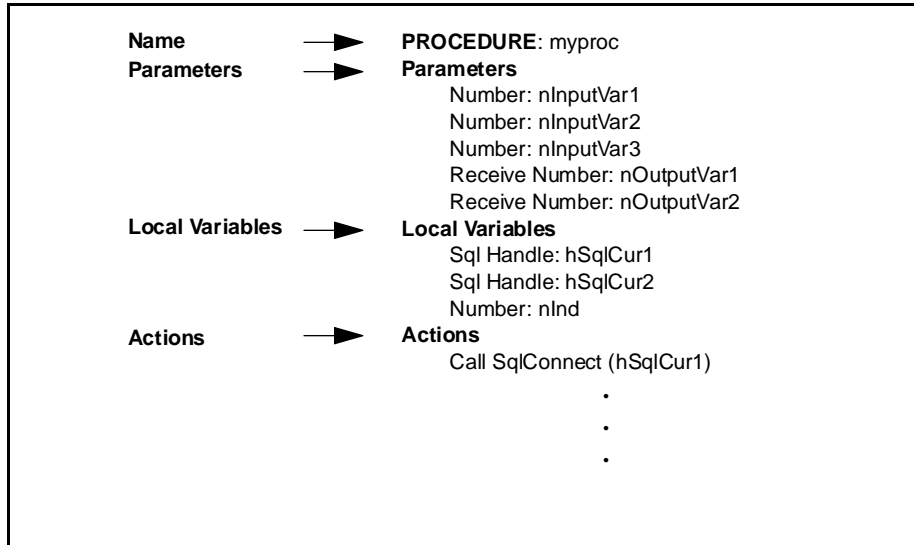 Name PROCEDURE: myproc
Parameters Parameters
Number: nInputVar1
Number: nInputVar2
Number: nInputVar3
Receive Number: nOutputVar1
Receive Number: nOutputVar2
Local Variables Local Variables
Sql Handle: hSqlCur1
Sql Handle: hSqlCur2
Number: nInd
Actions Actions
Call SqlConnect (hSqlCur1)
.
.
.